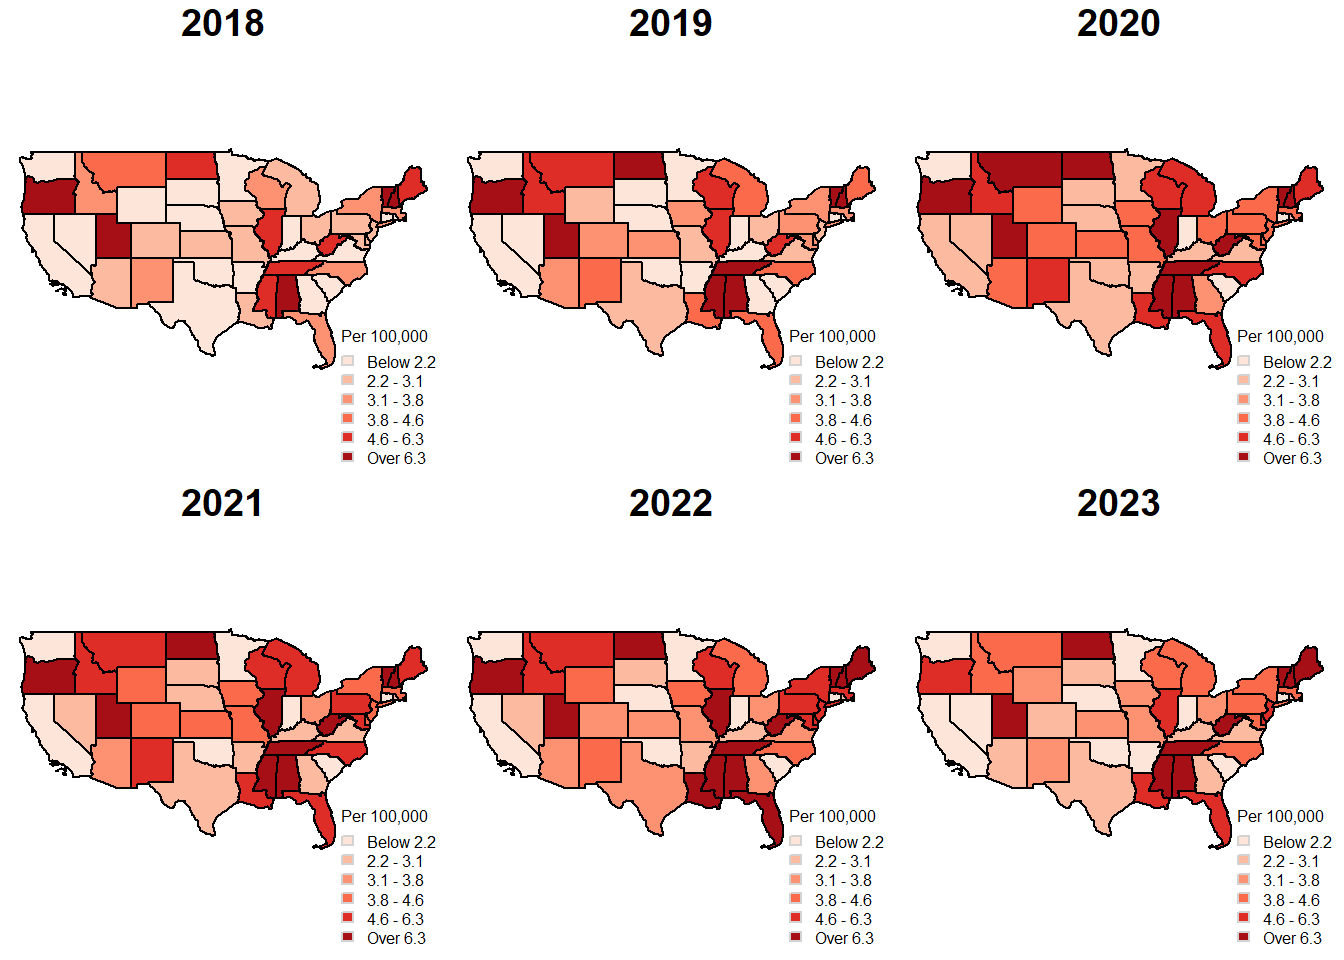 2018
2019
2020
Per 100,000
Below 2.2
2.2 - 3.1
3.1 - 3.8
3.8 - 4.6
4.6 - 6.3
Over 6.3
Per 100,000
Below 2.2
2.2 - 3.1
3.1 - 3.8
3.8 - 4.6
4.6 - 6.3
Over 6.3
Per 100,000
Below 2.2
2.2 - 3.1
3.1 - 3.8
3.8 - 4.6
4.6 - 6.3
Over 6.3
2021
2022
2023
Per 100,000
Below 2.2
2.2 - 3.1
3.1 - 3.8
3.8 - 4.6
4.6 - 6.3
Over 6.3
Per 100,000
Below 2.2
2.2 - 3.1
3.1 - 3.8
3.8 - 4.6
4.6 - 6.3
Over 6.3
Per 100,000
Below 2.2
2.2 - 3.1
3.1 - 3.8
3.8 - 4.6
4.6 - 6.3
Over 6.3